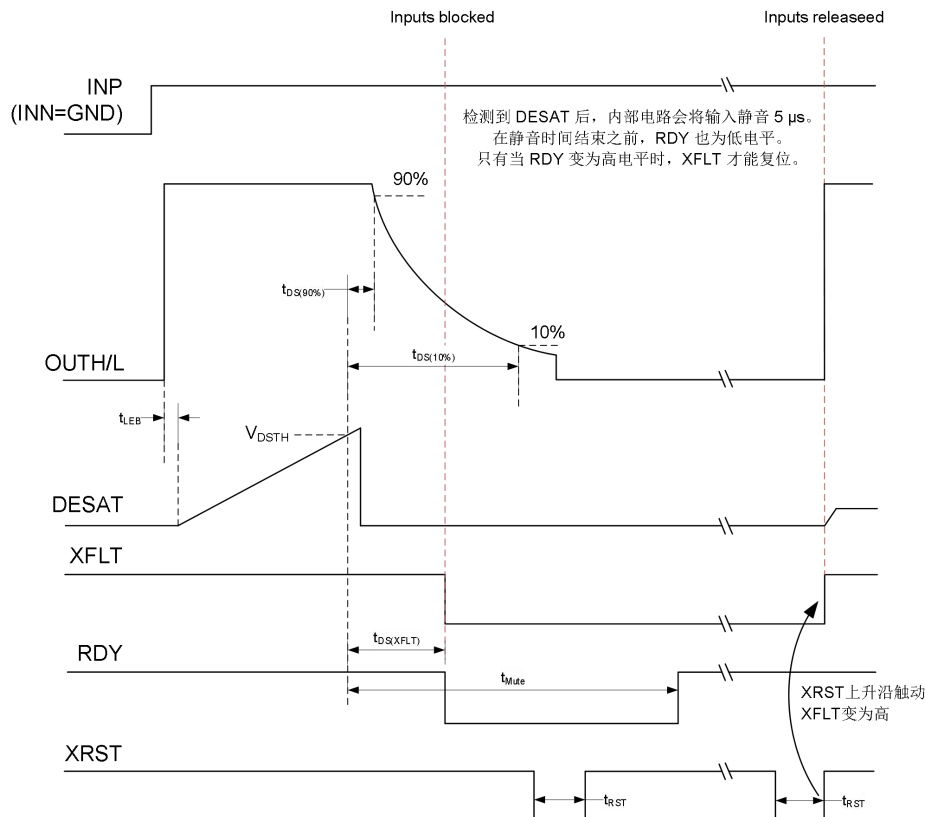 Inputs blocked
Inputs releaseed
INP
(INN=GND)
检测到 DESAT 后，内部电路会将输入静音 5 µs。
在静音时间结束之前，RDY 也为低电平。
只有当 RDY 变为高电平时，XFLT 才能复位。
90%
tDS(90%)
10%
tDS(10%)
OUTH/L
tLEB
VDSTH
DESAT
XFLT
tDS(XFLT)
RDY
tMute
XRST上升沿触动
XFLT变为高
XRST
tRST
tRST